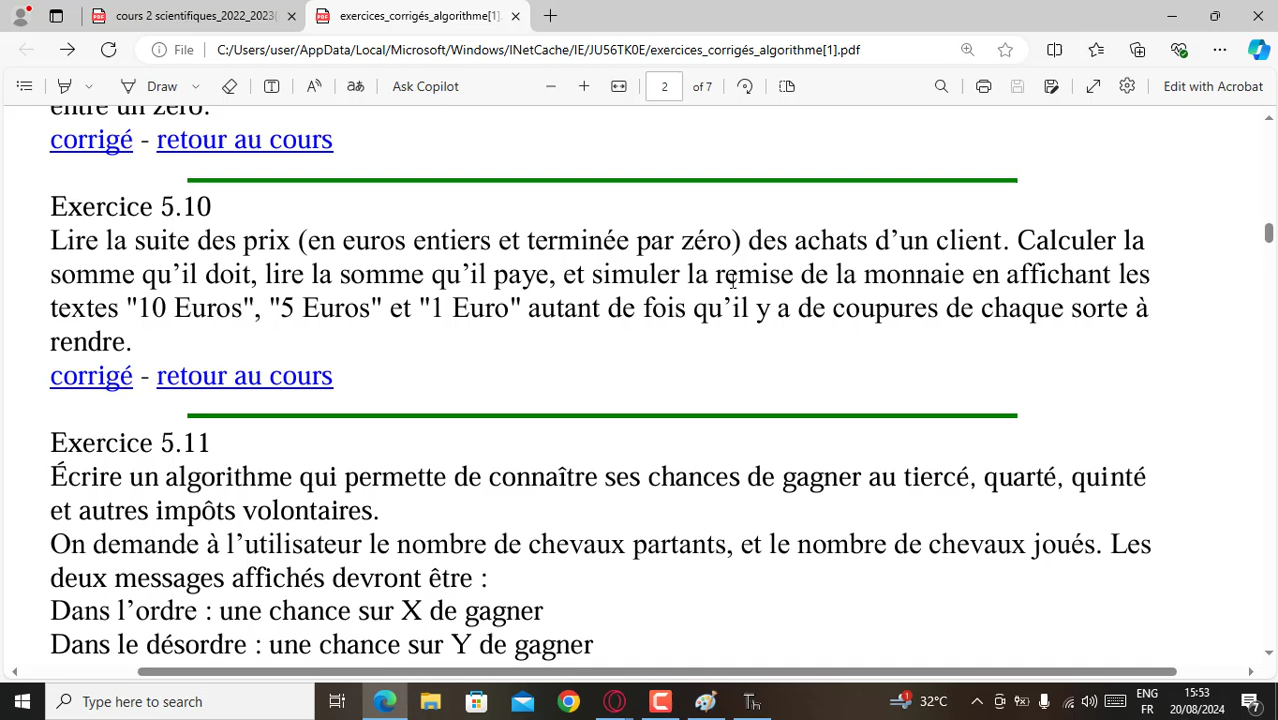 cours 2 scientifiques_2022_2023(
exercices_corrigés_algorithme[1].
File
C:/Users/user/AppData/Local/Microsoft/Windows/INetCache/IE/JU56TK0E/exercices_corrigés_algorithme[1].pdf
Draw
Ask Copilot
2
of 7
Edit with Acrobat
entre un zéro.
corrigé - retour au cours
Exercice 5.10
Lire la suite des prix (en euros entiers et terminée par zéro) des achats d’un client. Calculer la
somme qu’il doit, lire la somme qu’il paye, et simuler la remise de la monnaie en affichant les
textes "10 Euros", "5 Euros" et "1 Euro" autant de fois qu’il y a de coupures de chaque sorte à
rendre.
corrigé - retour au cours
Exercice 5.11
Écrire un algorithme qui permette de connaître ses chances de gagner au tiercé, quarté, quinté
et autres impôts volontaires.
On demande à l’utilisateur le nombre de chevaux partants, et le nombre de chevaux joués. Les
deux messages affichés devront être :
Dans l’ordre : une chance sur X de gagner
Dans le désordre : une chance sur Y de gagner
Type here to search
32°C
ENG
FR
15:53
20/08/2024
7